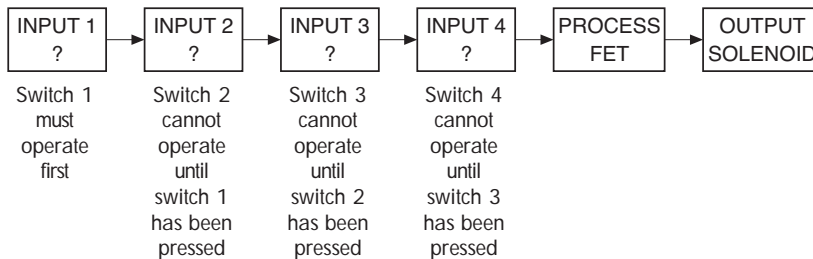 INPUT 1
?
INPUT 2
?
INPUT 3
?
INPUT 4
?
PROCESS
FET
OUTPUT
SOLENOID
Switch 1
must
operate
first
Switch 2
cannot
operate
until
switch 1
has been
pressed
Switch 3
cannot
operate
until
switch 2
has been
pressed
Switch 4
cannot
operate
until
switch 3
has been
pressed